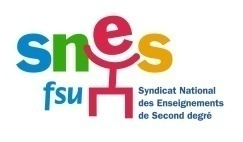 snes
fsu
Syndicat National
des Enseignements
de Second degré